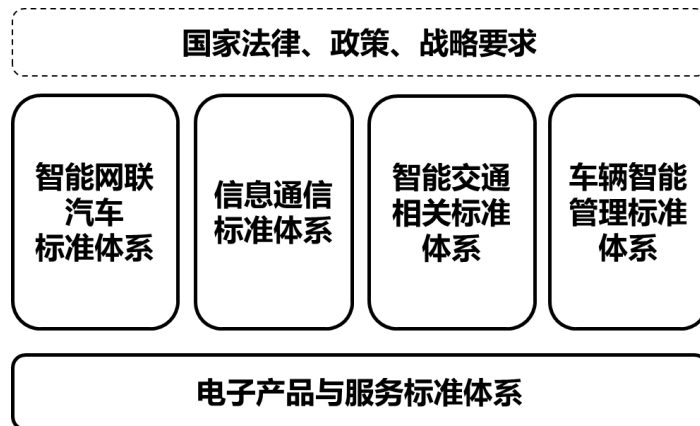 国家法律、政策、战略要求
智能网联
汽车
标准体系
信息通信
标准体系
智能交通
相关标准
体系
车辆智能
管理标准
体系
电子产品与服务标准体系